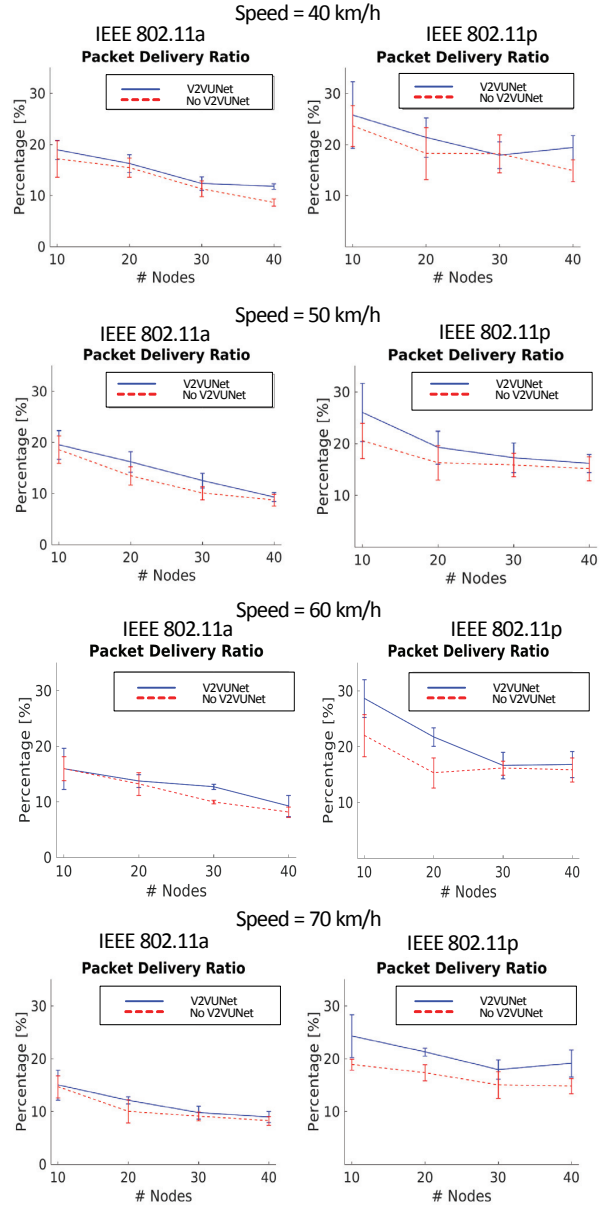 Speed = 40 km/h
IEEE 802.11a
Packet Delivery Ratio
V2VUNet
No V2VUNet
Percentage [%]
30
20
10
0
10 20 30 40
# Nodes
IEEE 802.11p
Packet Delivery Ratio
V2VUNet
No V2VUNet
Percentage [%]
30
20
10
0
10 20 30 40
# Nodes
Speed = 50 km/h
IEEE 802.11a
Packet Delivery Ratio
V2VUNet
No V2VUNet
Percentage [%]
30
20
10
0
10 20 30 40
# Nodes
IEEE 802.11p
Packet Delivery Ratio
V2VUNet
No V2VUNet
Percentage [%]
30
20
10
10 20 30 40
# Nodes
Speed = 60 km/h
IEEE 802.11a
Packet Delivery Ratio
V2VUNet
No V2VUNet
Percentage [%]
30
20
10
0
10 20 30 40
# Nodes
IEEE 802.11p
Packet Delivery Ratio
V2VUNet
No V2VUNet
Percentage [%]
30
20
10
10 20 30 40
# Nodes
Speed = 70 km/h
IEEE 802.11a
Packet Delivery Ratio
V2VUNet
No V2VUNet
Percentage [%]
30
20
10
0
10 20 30 40
# Nodes
IEEE 802.11p
Packet Delivery Ratio
V2VUNet
No V2VUNet
Percentage [%]
30
20
10
10 20 30 40
# Nodes